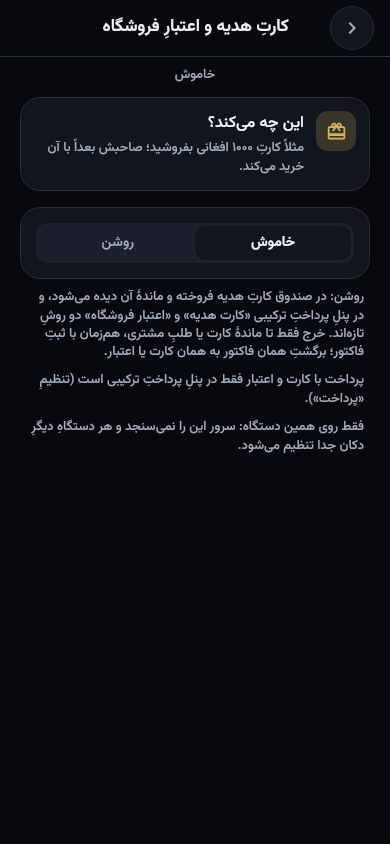 کارتِ هدیه و اعتبارِ فروشگاه
خاموش
این چه می‌کند؟
مثلاً کارتِ ۱۰۰۰ افغانی بفروشید؛ صاحبش بعداً با آن
خرید می‌کند.
خاموش
روشن
روشن: در صندوق کارتِ هدیه فروخته و ماندهٔ آن دیده می‌شود، و
در پنلِ پرداختِ ترکیبی «کارت هدیه» و «اعتبار فروشگاه» دو روشِ
تازه‌اند. خرج فقط تا ماندهٔ کارت یا طلبِ مشتری، هم‌زمان با ثبتِ
فاکتور؛ برگشتِ همان فاکتور به همان کارت یا اعتبار.
پرداخت با کارت و اعتبار فقط در پنلِ پرداختِ ترکیبی است (تنظیمِ
«پرداخت»).
فقط روی همین دستگاه: سرور این را نمی‌سنجد و هر دستگاهِ دیگرِ
دکان جدا تنظیم می‌شود.